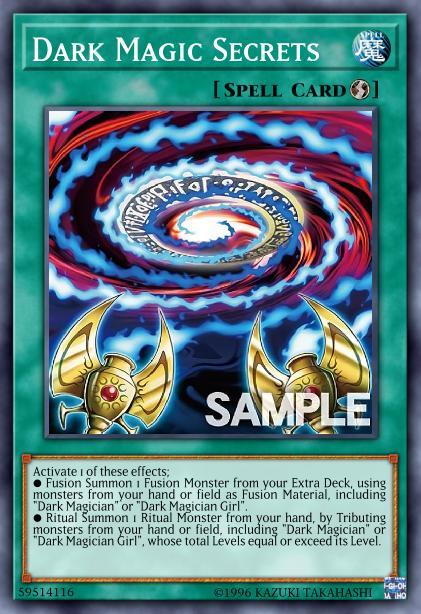 DARK MAGIC SECRETS
[SPELL CARD]
SAMPLE
Activate 1 of these effects;
● Fusion Summon 1 Fusion Monster from your Extra Deck, using
monsters from your hand or field as Fusion Material, including
"Dark Magician" or "Dark Magician Girl".
● Ritual Summon 1 Ritual Monster from your hand, by Tributing
monsters from your hand or field, including "Dark Magician" or
"Dark Magician Girl", whose total Levels equal or exceed its Level.
59514116 ©1996 KAZUKI TAKAHASHI